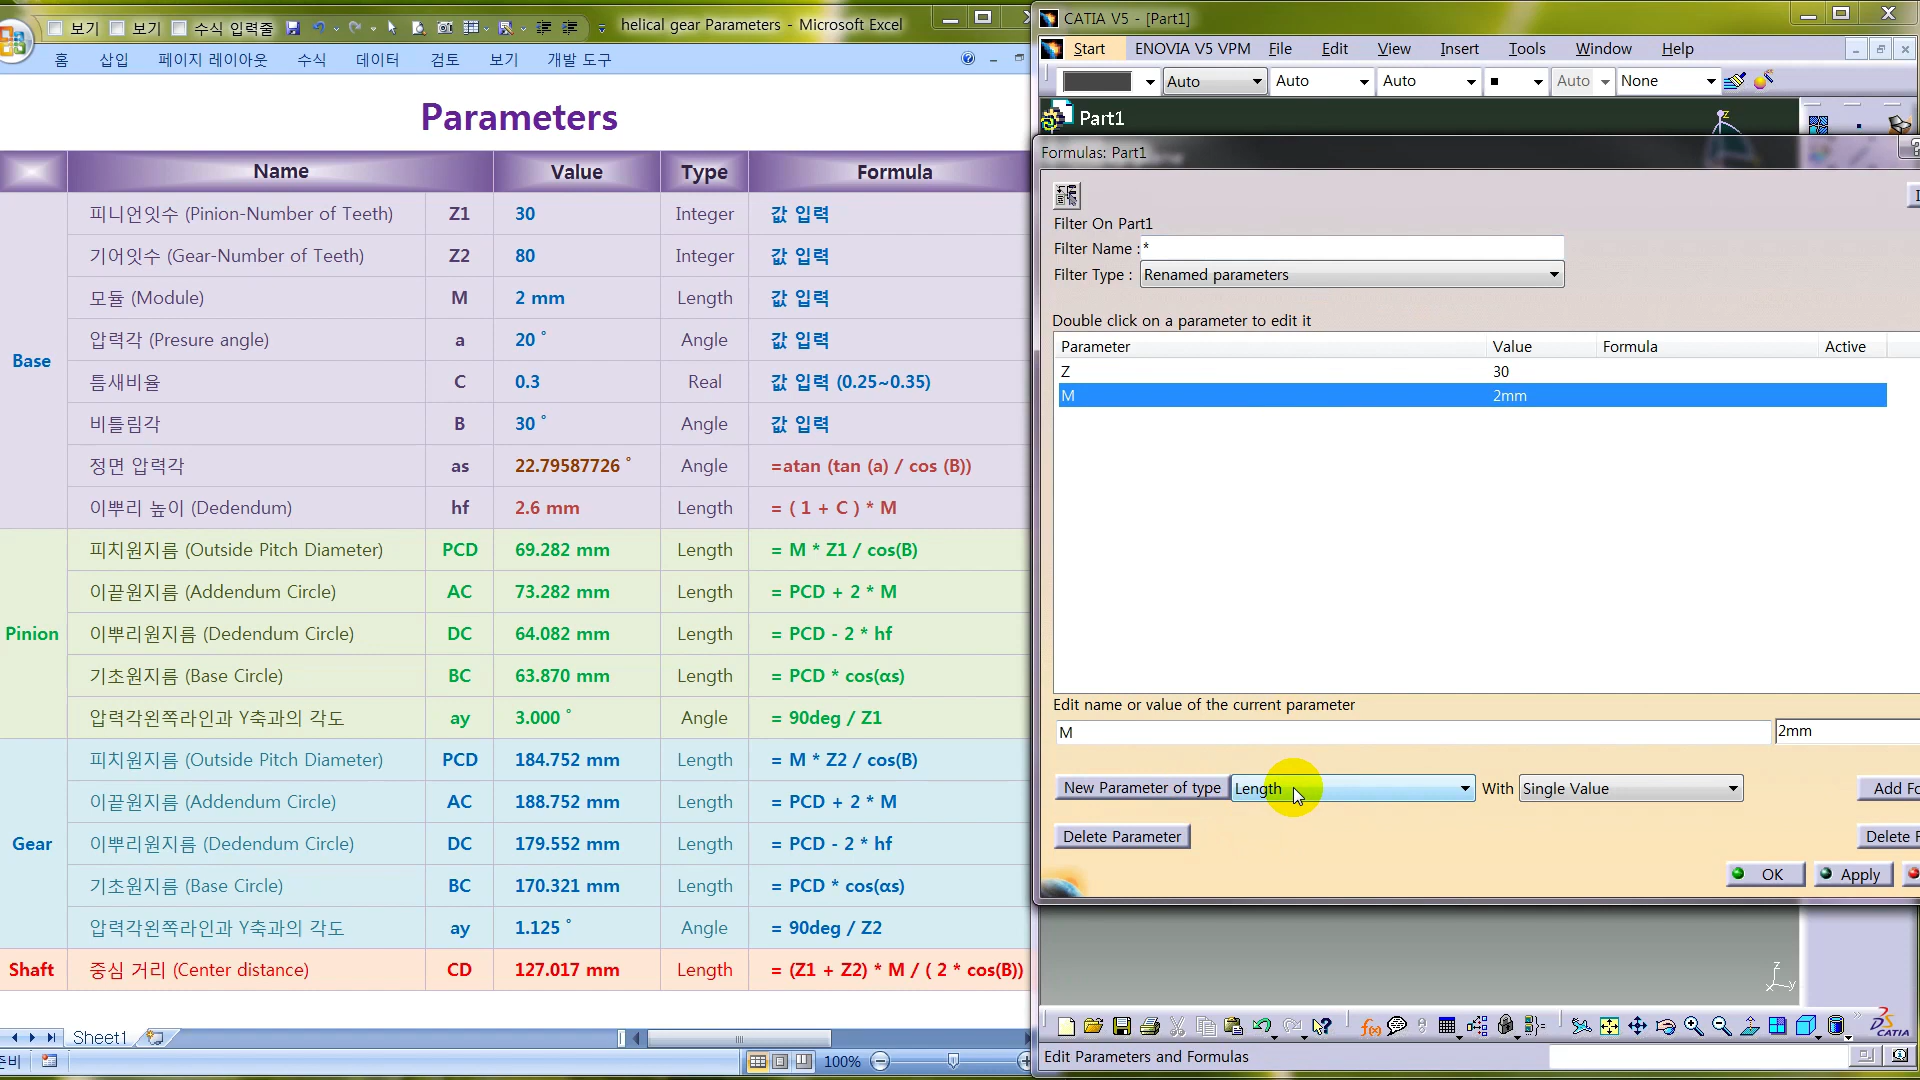 보기 보기 수식 입력줄 helical gear Parameters - Microsoft Excel
홈 삽입 페이지 레이아웃 수식 데이터 검토 보기 개발 도구
Parameters
Name Value Type Formula
Base
피니언잇수 (Pinion-Number of Teeth) Z1 30 Integer 값 입력
기어잇수 (Gear-Number of Teeth) Z2 80 Integer 값 입력
모듈 (Module) M 2 mm Length 값 입력
압력각 (Presure angle) a 20 ˚ Angle 값 입력
틈새비율 C 0.3 Real 값 입력 (0.25~0.35)
비틀림각 B 30 ˚ Angle 값 입력
정면 압력각 as 22.79587726 ˚ Angle =atan (tan (a) / cos (B))
이뿌리 높이 (Dedendum) hf 2.6 mm Length = ( 1 + C ) * M
Pinion
피치원지름 (Outside Pitch Diameter) PCD 69.282 mm Length = M * Z1 / cos(B)
이끝원지름 (Addendum Circle) AC 73.282 mm Length = PCD + 2 * M
이뿌리원지름 (Dedendum Circle) DC 64.082 mm Length = PCD - 2 * hf
기초원지름 (Base Circle) BC 63.870 mm Length = PCD * cos(αs)
압력각왼쪽라인과 Y축과의 각도 ay 3.000 ˚ Angle = 90deg / Z1
Gear
피치원지름 (Outside Pitch Diameter) PCD 184.752 mm Length = M * Z2 / cos(B)
이끝원지름 (Addendum Circle) AC 188.752 mm Length = PCD + 2 * M
이뿌리원지름 (Dedendum Circle) DC 179.552 mm Length = PCD - 2 * hf
기초원지름 (Base Circle) BC 170.321 mm Length = PCD * cos(αs)
압력각왼쪽라인과 Y축과의 각도 ay 1.125 ˚ Angle = 90deg / Z2
Shaft 중심 거리 (Center distance) CD 127.017 mm Length = (Z1 + Z2) * M / ( 2 * cos(B))
Sheet1
100%
CATIA V5 - [Part1]
Start ENOVIA V5 VPM File Edit View Insert Tools Window Help
Auto Auto Auto Auto None
Part1
Formulas: Part1
Filter On Part1
Filter Name : *
Filter Type : Renamed parameters
Double click on a parameter to edit it
Parameter Value Formula Active
Z 30
M 2mm
Edit name or value of the current parameter
M 2mm
New Parameter of type Length With Single Value Add Fo
Delete Parameter Delete F
OK Apply
z
y
x
CATIA
Edit Parameters and Formulas